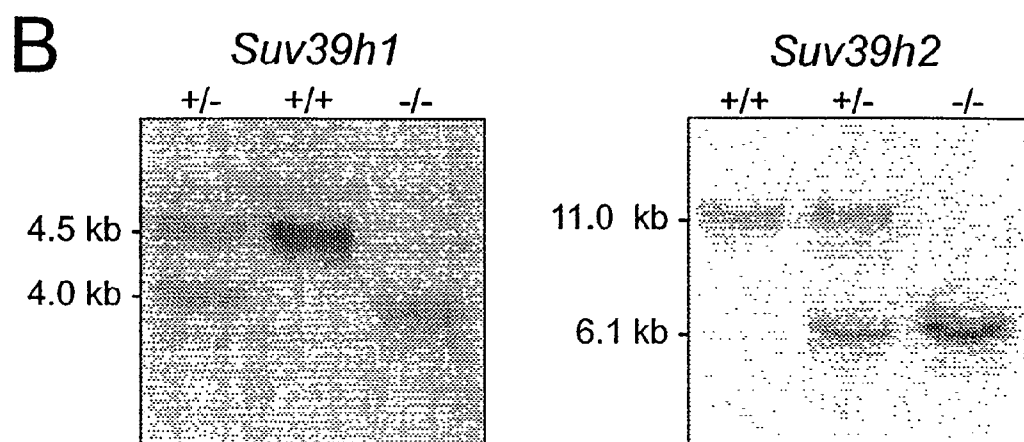 B
Suv39h1
+/- +/+ -/-
4.5 kb
4.0 kb
Suv39h2
+/+ +/- -/-
11.0 kb
6.1 kb